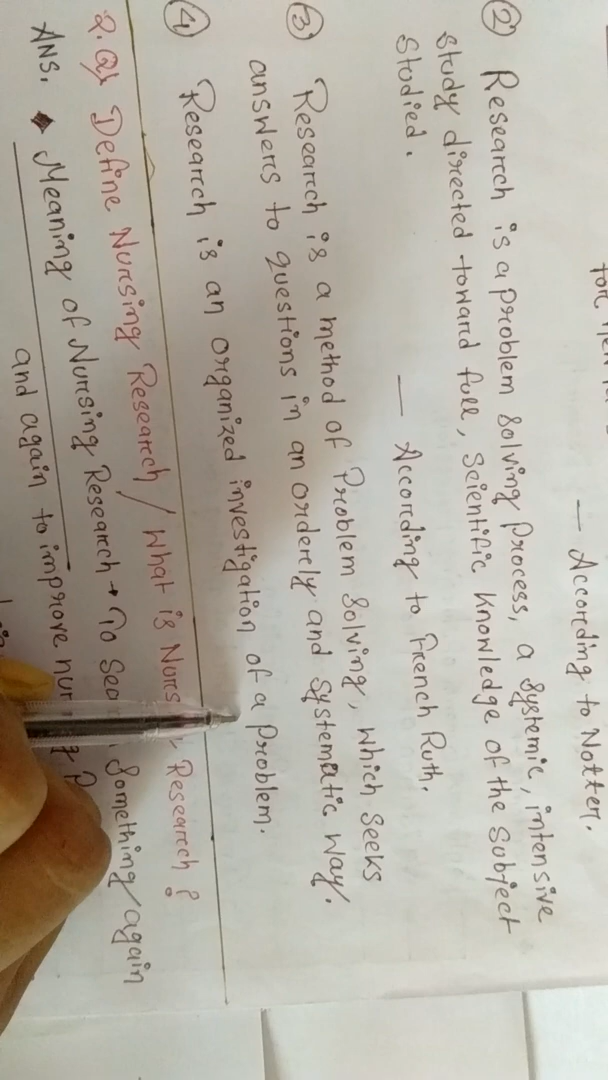 — According to Notter.
② Research is a problem solving process, a systemic, intensive
study directed toward full, scientific knowledge of the subject
studied.
— According to French Ruth.
③ Research is a method of Problem solving, which seeks
answers to questions in an orderly and systematic way.
④ Research is an organized investigation of a problem.
2.Q) Define Nursing Research / What is Research?
Ans. ◆ Meaning of Nursing Research → To Something again
and again to improve